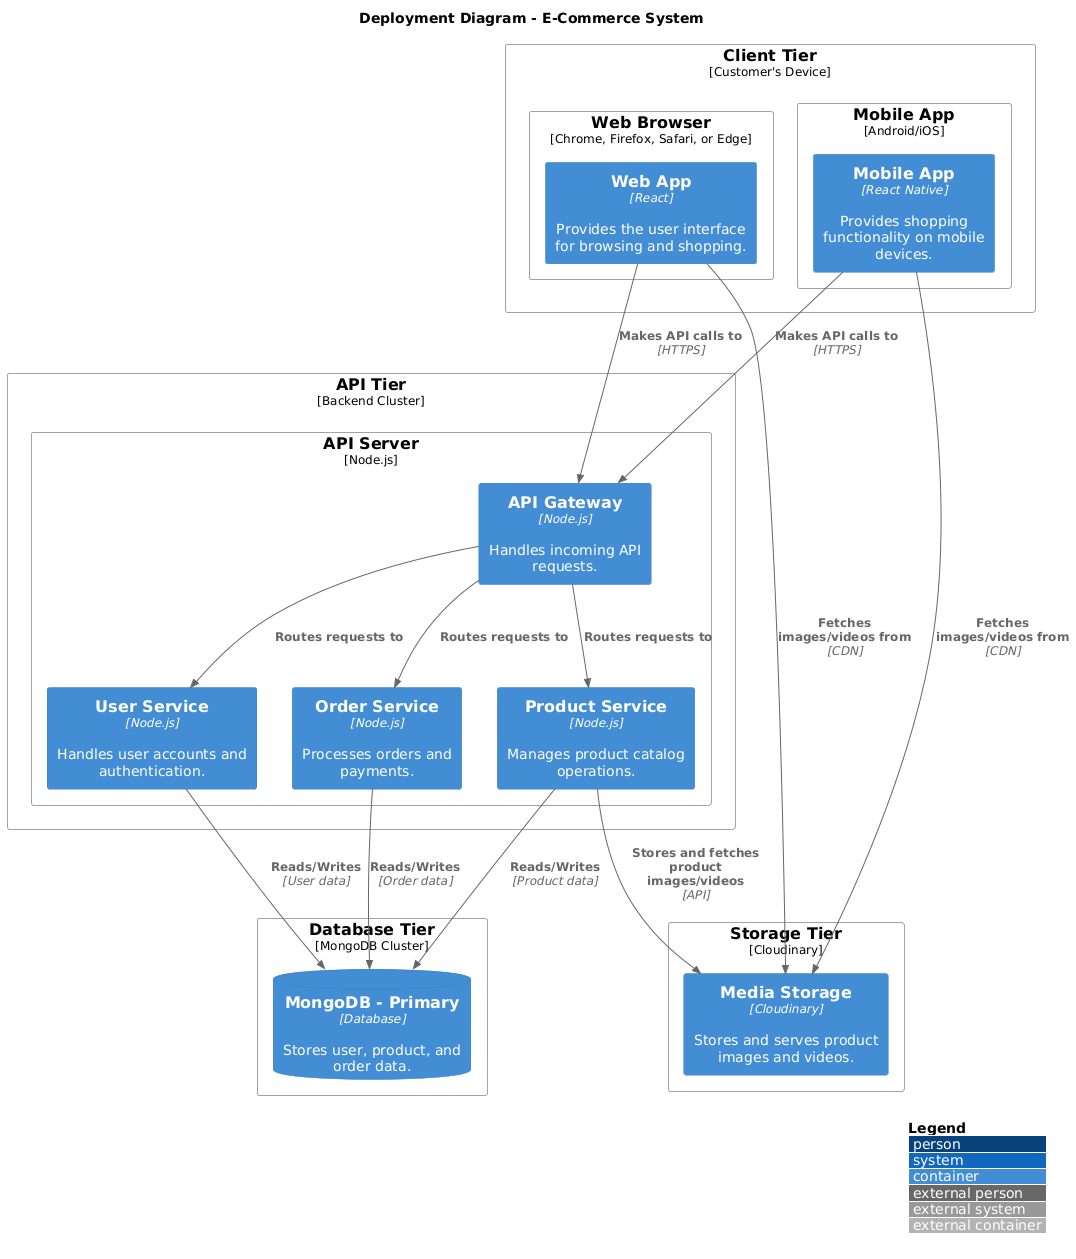 Deployment Diagram - E-Commerce System
Client Tier
[Customer's Device]
Web Browser
[Chrome, Firefox, Safari, or Edge]
Web App
[React]
Provides the user interface
for browsing and shopping.
Mobile App
[Android/iOS]
Mobile App
[React Native]
Provides shopping
functionality on mobile
devices.
Makes API calls to
[HTTPS]
Makes API calls to
[HTTPS]
API Tier
[Backend Cluster]
API Server
[Node.js]
API Gateway
[Node.js]
Handles incoming API
requests.
Routes requests to
Routes requests to
Routes requests to
Fetches
images/videos from
[CDN]
Fetches
images/videos from
[CDN]
User Service
[Node.js]
Handles user accounts and
authentication.
Order Service
[Node.js]
Processes orders and
payments.
Product Service
[Node.js]
Manages product catalog
operations.
Reads/Writes
[User data]
Reads/Writes
[Order data]
Reads/Writes
[Product data]
Stores and fetches
product
images/videos
[API]
Database Tier
[MongoDB Cluster]
MongoDB - Primary
[Database]
Stores user, product, and
order data.
Storage Tier
[Cloudinary]
Media Storage
[Cloudinary]
Stores and serves product
images and videos.
Legend
person
system
container
external person
external system
external container